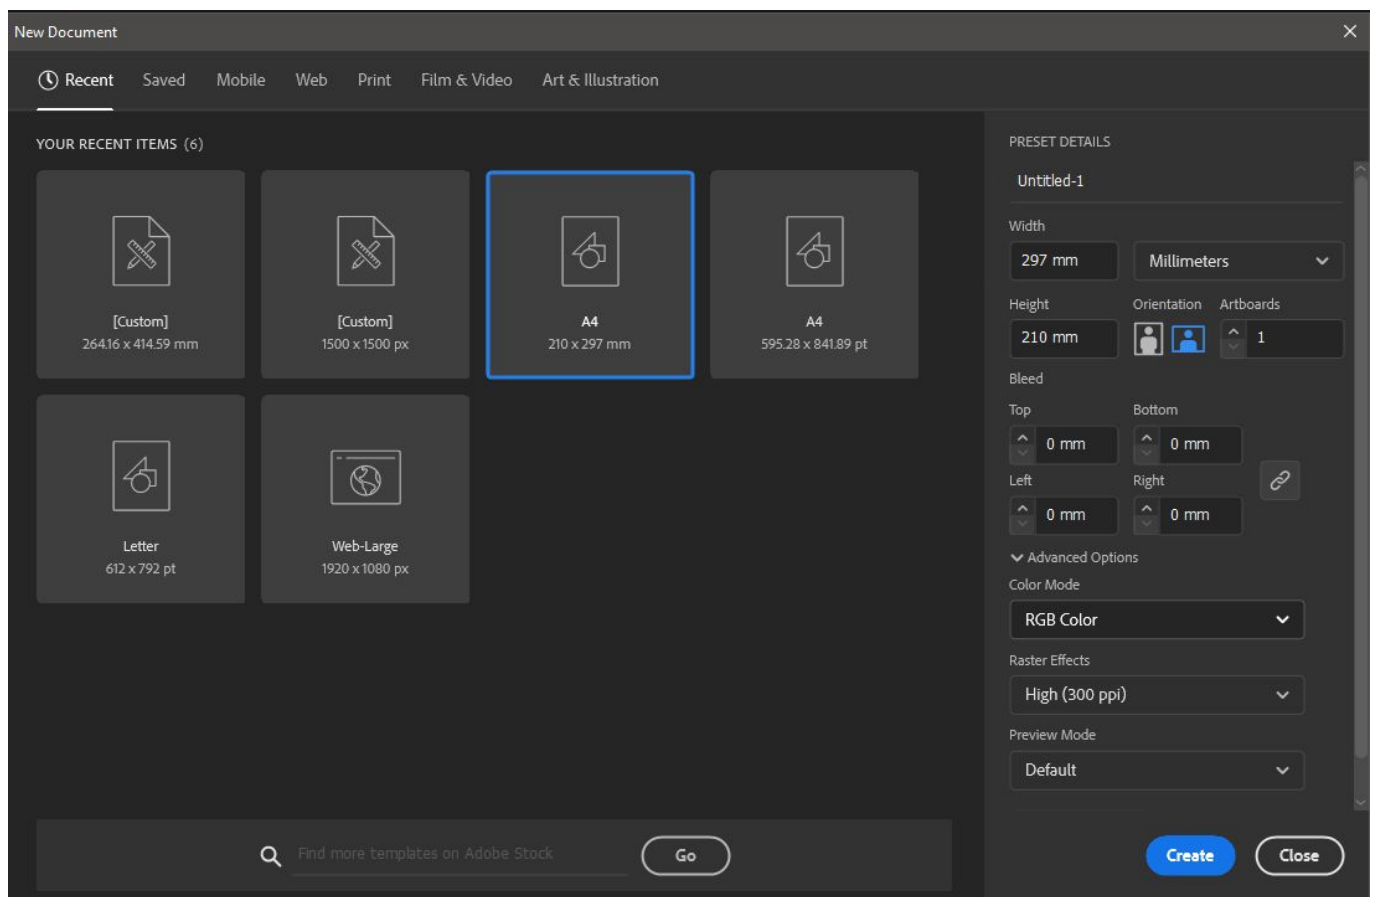 New Document
Recent Saved Mobile Web Print Film & Video Art & Illustration
YOUR RECENT ITEMS (6)
[Custom]
264.16 x 414.59 mm
[Custom]
1500 x 1500 px
A4
210 x 297 mm
A4
595.28 x 841.89 pt
Letter
612 x 792 pt
Web-Large
1920 x 1080 px
Find more templates on Adobe Stock
Go
PRESET DETAILS
Untitled-1
Width
297 mm Millimeters
Height Orientation Artboards
210 mm 1
Bleed
Top Bottom
0 mm 0 mm
Left Right
0 mm 0 mm
Advanced Options
Color Mode
RGB Color
Raster Effects
High (300 ppi)
Preview Mode
Default
Create Close